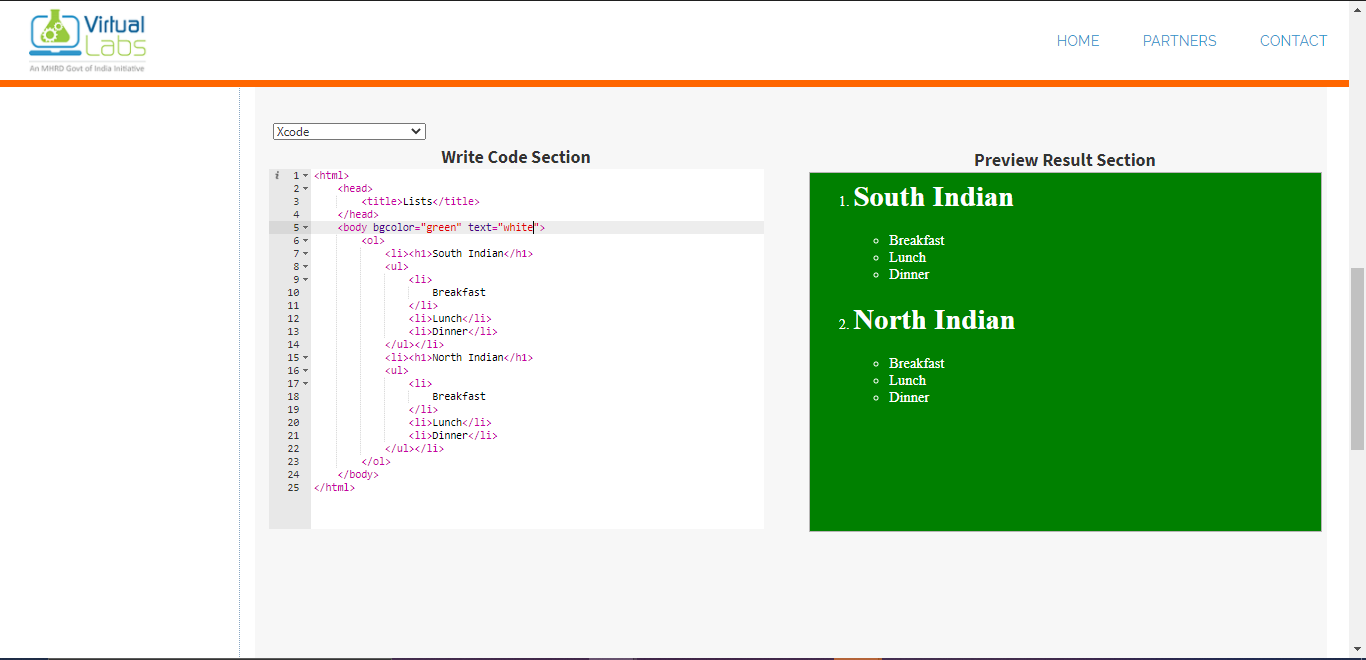 Virtual
Labs
An MHRD Govt of India Initiative
HOME PARTNERS CONTACT
Xcode
Write Code Section
i 1 <html>
2 <head>
3 <title>Lists</title>
4 </head>
5 <body bgcolor="green" text="white">
6 <ol>
7 <li><h1>South Indian</h1>
8 <ul>
9 <li>
10 Breakfast
11 </li>
12 <li>Lunch</li>
13 <li>Dinner</li>
14 </ul></li>
15 <li><h1>North Indian</h1>
16 <ul>
17 <li>
18 Breakfast
19 </li>
20 <li>Lunch</li>
21 <li>Dinner</li>
22 </ul></li>
23 </ol>
24 </body>
25 </html>
Preview Result Section
1. South Indian
Breakfast
Lunch
Dinner
2. North Indian
Breakfast
Lunch
Dinner